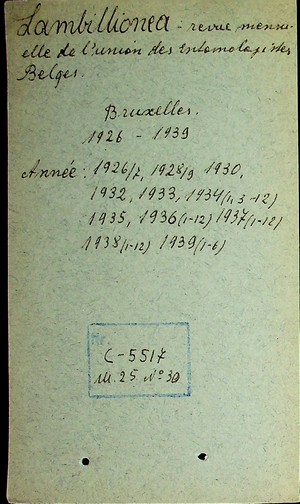 Lambillionea - revue mensu-
elle de l'union des entomologistes
Belges.
Bruxelles.
1926 - 1939
Année: 1926/7, 1928/9 1930,
1932, 1933, 1934(1,3-12)
1935, 1936(1-12) 1937(1-12)
1938(1-12) 1939(1-6)
Nr.
C-5517
М. 25 № 30